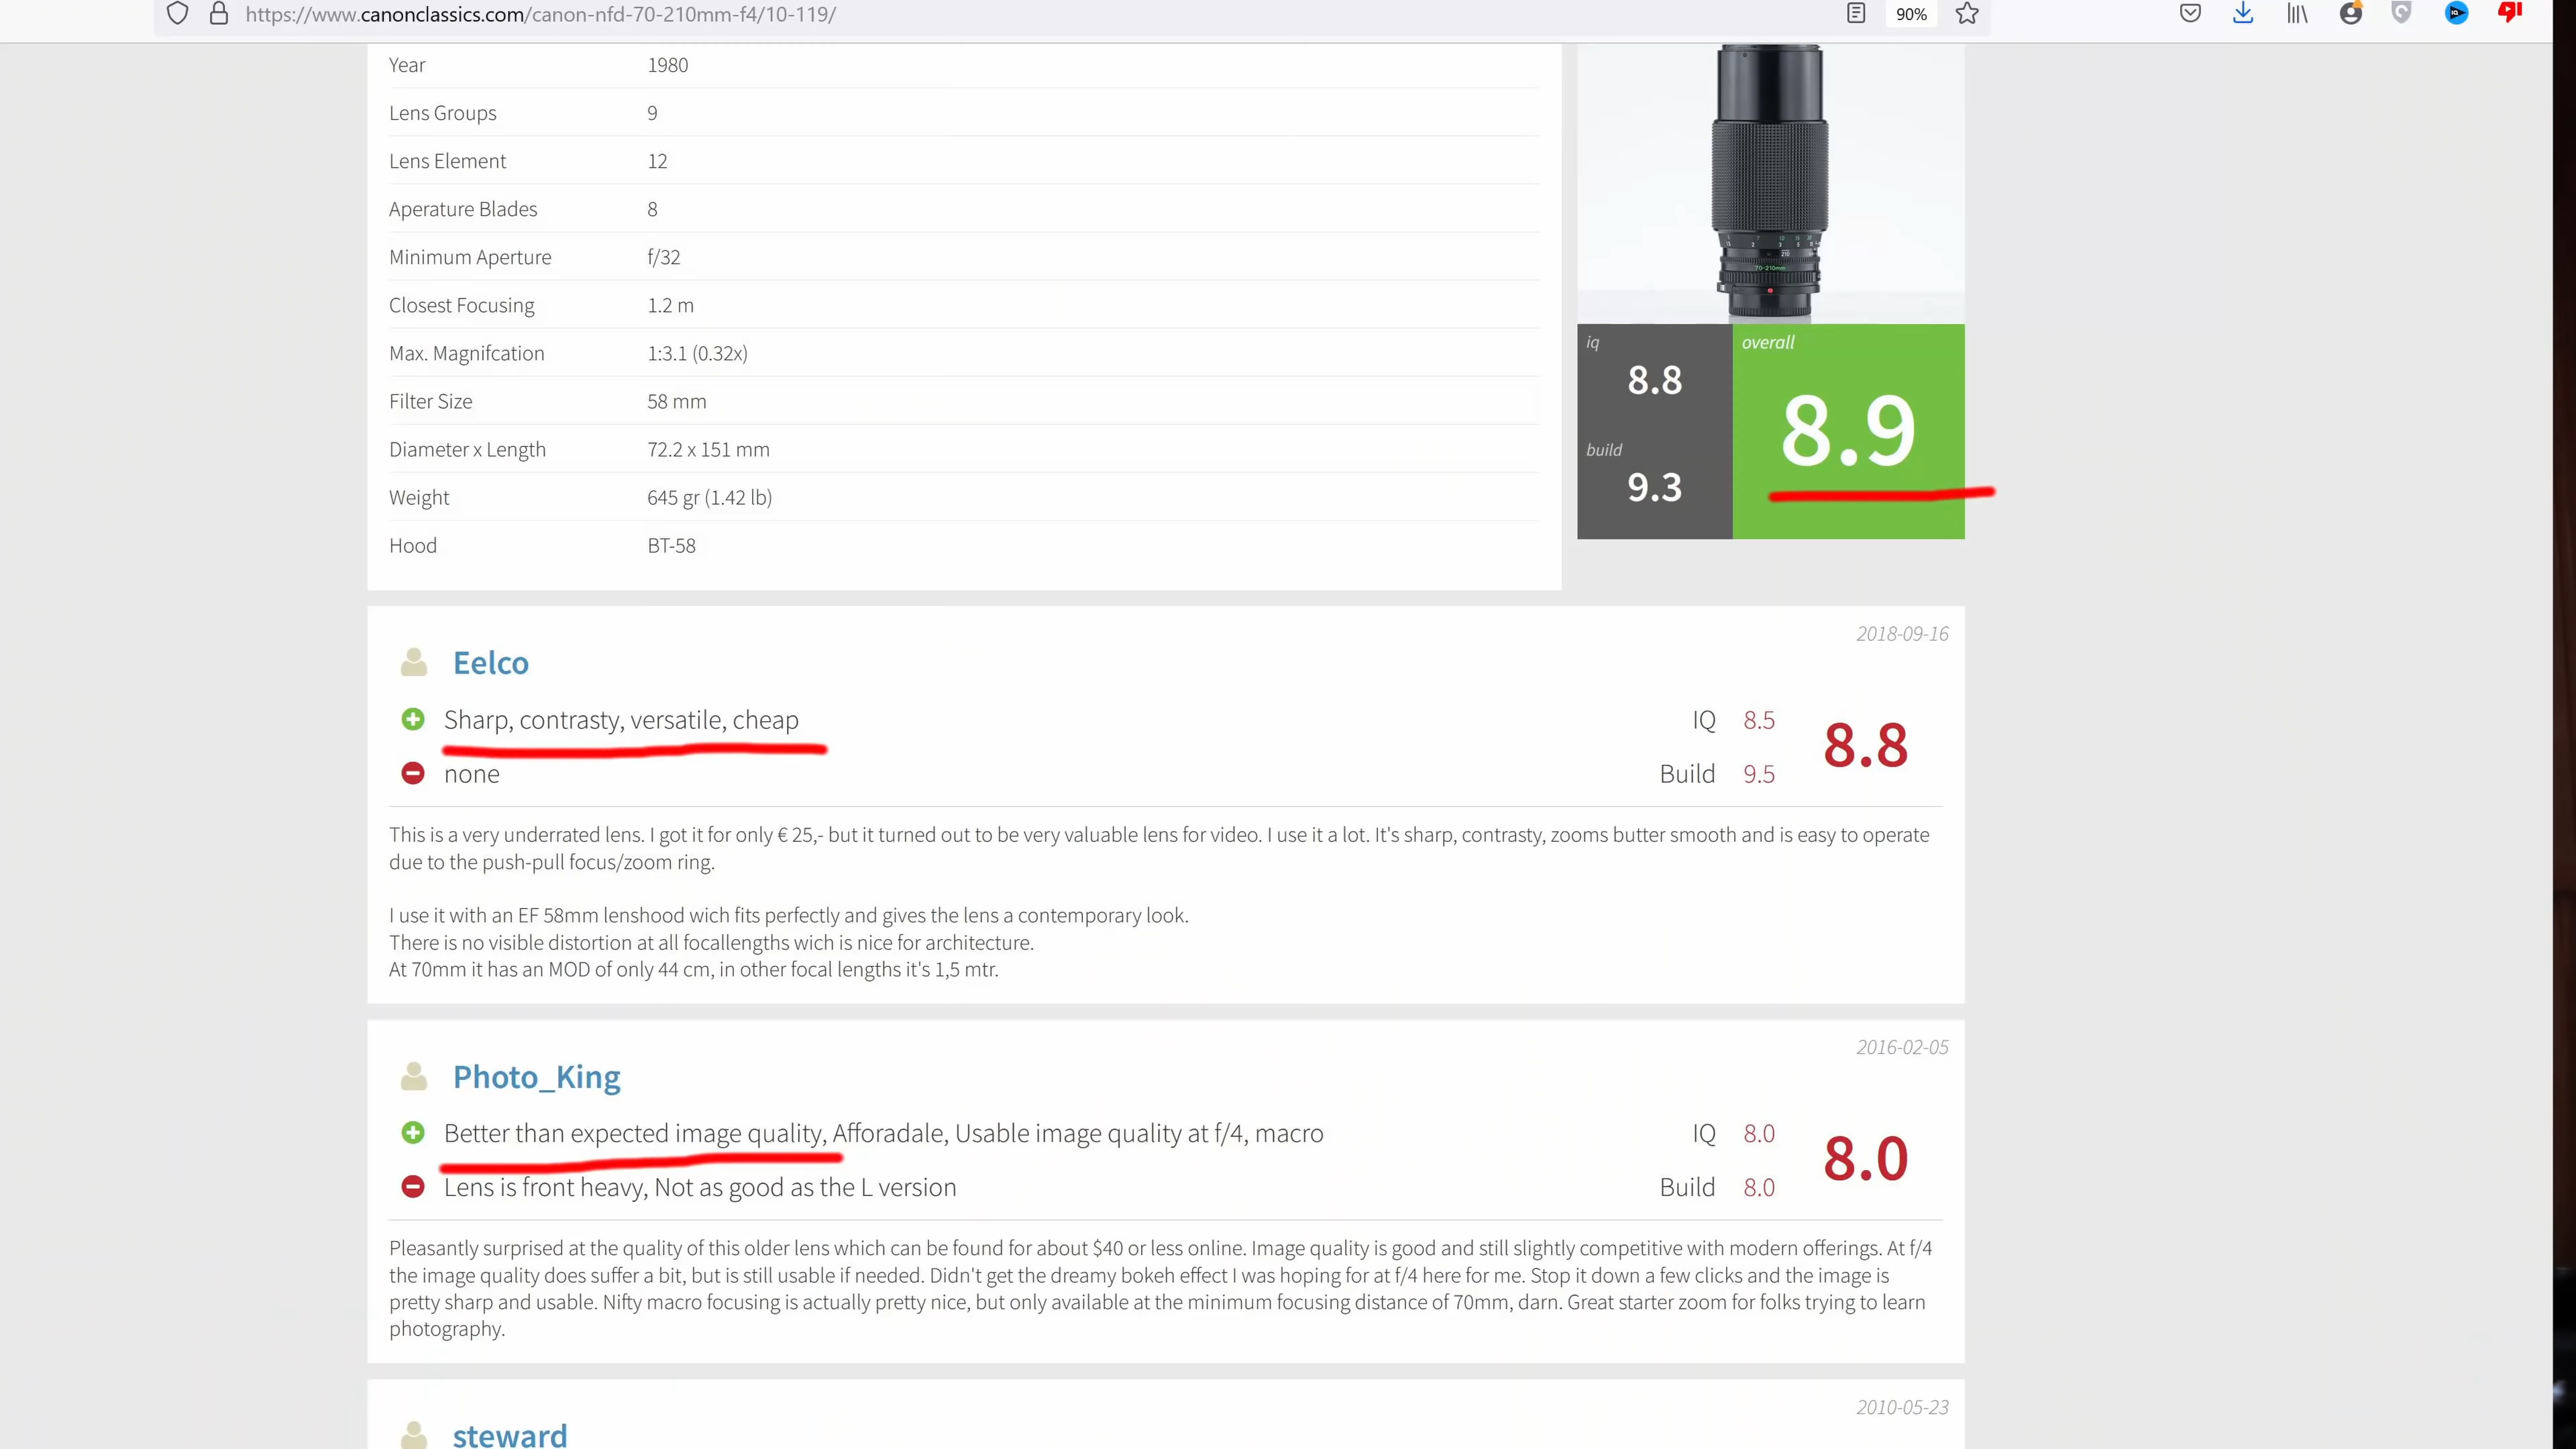 https://www.canonclassics.com/canon-nfd-70-210mm-f4/10-119/
90%
Year 1980
Lens Groups 9
Lens Element 12
Aperature Blades 8
Minimum Aperture f/32
Closest Focusing 1.2 m
Max. Magnifcation 1:3.1 (0.32x)
Filter Size 58 mm
Diameter x Length 72.2 x 151 mm
Weight 645 gr (1.42 lb)
Hood BT-58
70-210mm
iq
8.8
build
9.3
overall
8.9
2018-09-16
Eelco
Sharp, contrasty, versatile, cheap
none
IQ 8.5
Build 9.5
8.8
This is a very underrated lens. I got it for only € 25,- but it turned out to be very valuable lens for video. I use it a lot. It's sharp, contrasty, zooms butter smooth and is easy to operate
due to the push-pull focus/zoom ring.
I use it with an EF 58mm lenshood wich fits perfectly and gives the lens a contemporary look.
There is no visible distortion at all focallengths wich is nice for architecture.
At 70mm it has an MOD of only 44 cm, in other focal lengths it's 1,5 mtr.
2016-02-05
Photo_King
Better than expected image quality, Afforadale, Usable image quality at f/4, macro
Lens is front heavy, Not as good as the L version
IQ 8.0
Build 8.0
8.0
Pleasantly surprised at the quality of this older lens which can be found for about $40 or less online. Image quality is good and still slightly competitive with modern offerings. At f/4
the image quality does suffer a bit, but is still usable if needed. Didn't get the dreamy bokeh effect I was hoping for at f/4 here for me. Stop it down a few clicks and the image is
pretty sharp and usable. Nifty macro focusing is actually pretty nice, but only available at the minimum focusing distance of 70mm, darn. Great starter zoom for folks trying to learn
photography.
2010-05-23
steward